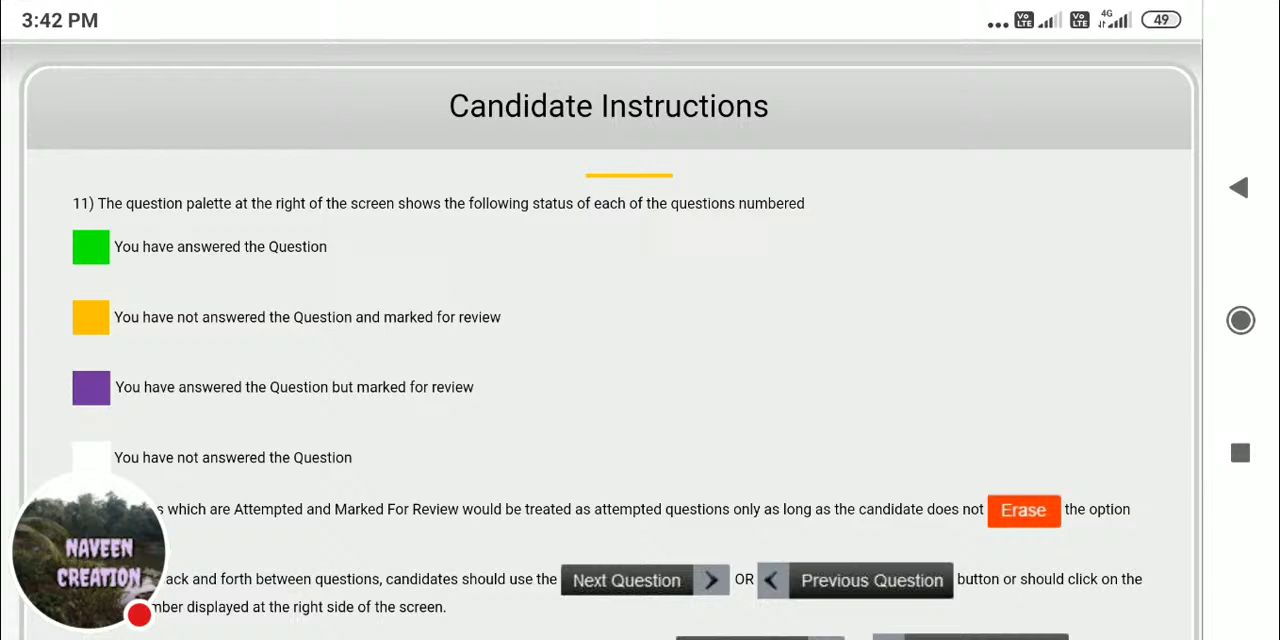 3:42 PM
Vo LTE
Vo LTE
4G
49
Candidate Instructions
11) The question palette at the right of the screen shows the following status of each of the questions numbered
You have answered the Question
You have not answered the Question and marked for review
You have answered the Question but marked for review
You have not answered the Question
s which are Attempted and Marked For Review would be treated as attempted questions only as long as the candidate does not Erase the option
ack and forth between questions, candidates should use the Next Question > OR < Previous Question button or should click on the
mber displayed at the right side of the screen.
NAVEEN
CREATION